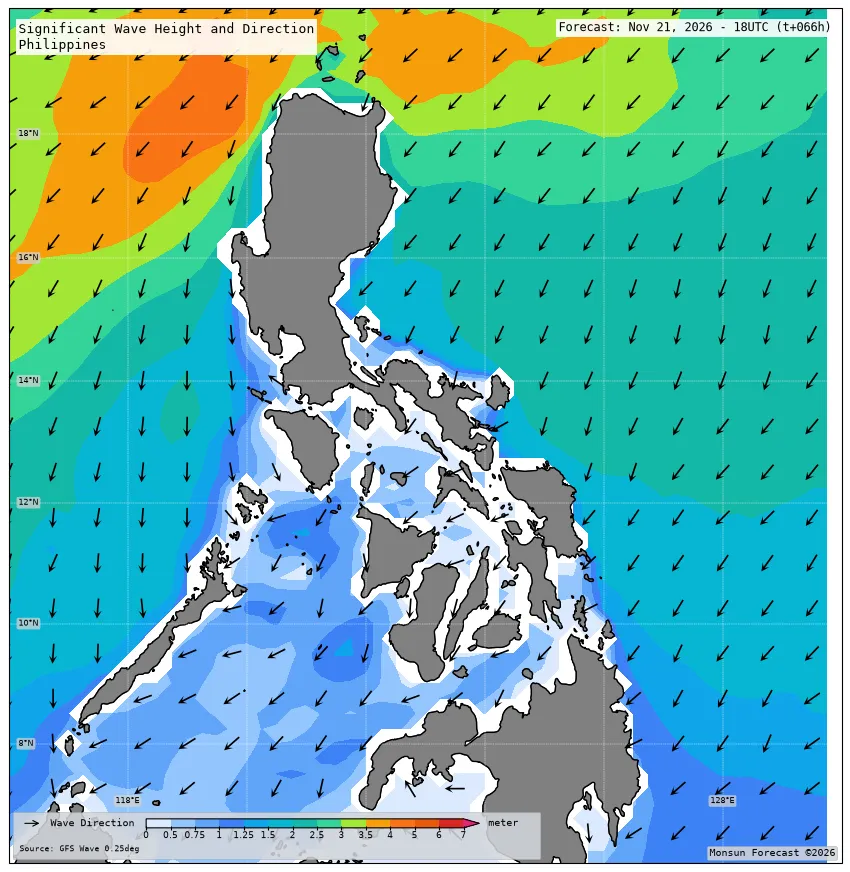 Significant Wave Height and Direction
Philippines
Forecast: Nov 21, 2026 - 18UTC (t+066h)
18°N
16°N
14°N
12°N
10°N
8°N
118°E
128°E
Wave Direction
0 0.5 0.75 1 1.25 1.5 2 2.5 3 3.5 4 5 6 7
meter
Source: GFS Wave 0.25deg
Monsun Forecast ©2026